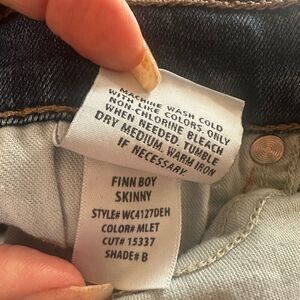 MACHINE WASH COLD
WITH LIKE COLORS. ONLY
NON. CHLORINE BLEACH
WHEN NEEDED. TUMBLE
DRY MEDIUM. WARM IRON
IF NECESSARY.
FINN BOY
SKINNY
STYLE# WC4127DEH
COLOR# MLET
CUT# 15337
SHADE# B